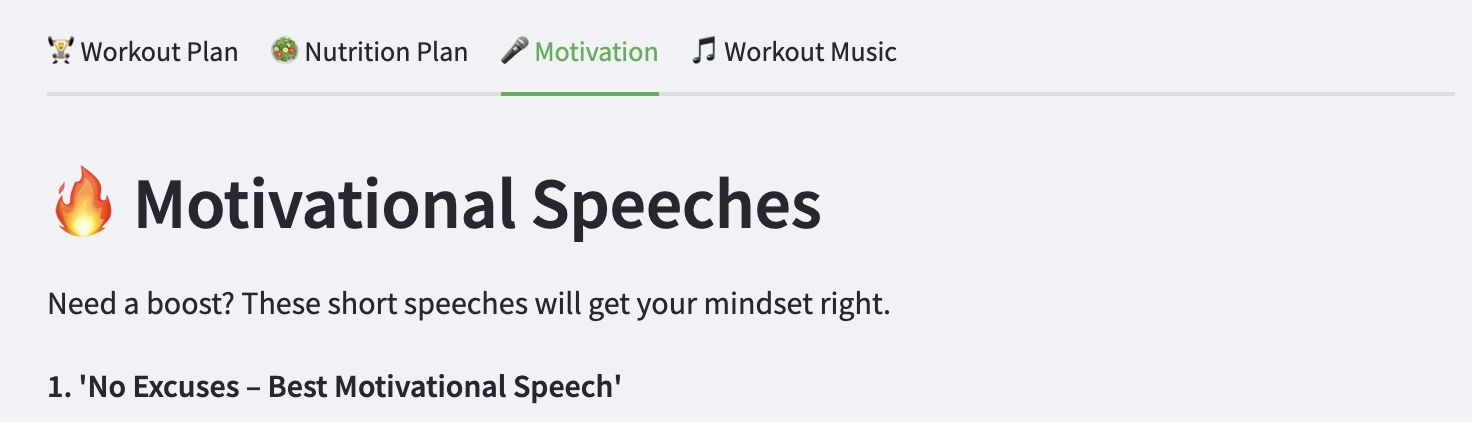 🏋️ Workout Plan 🥗 Nutrition Plan 🎤 Motivation 🎵 Workout Music
🔥 Motivational Speeches
Need a boost? These short speeches will get your mindset right.
1. 'No Excuses – Best Motivational Speech'